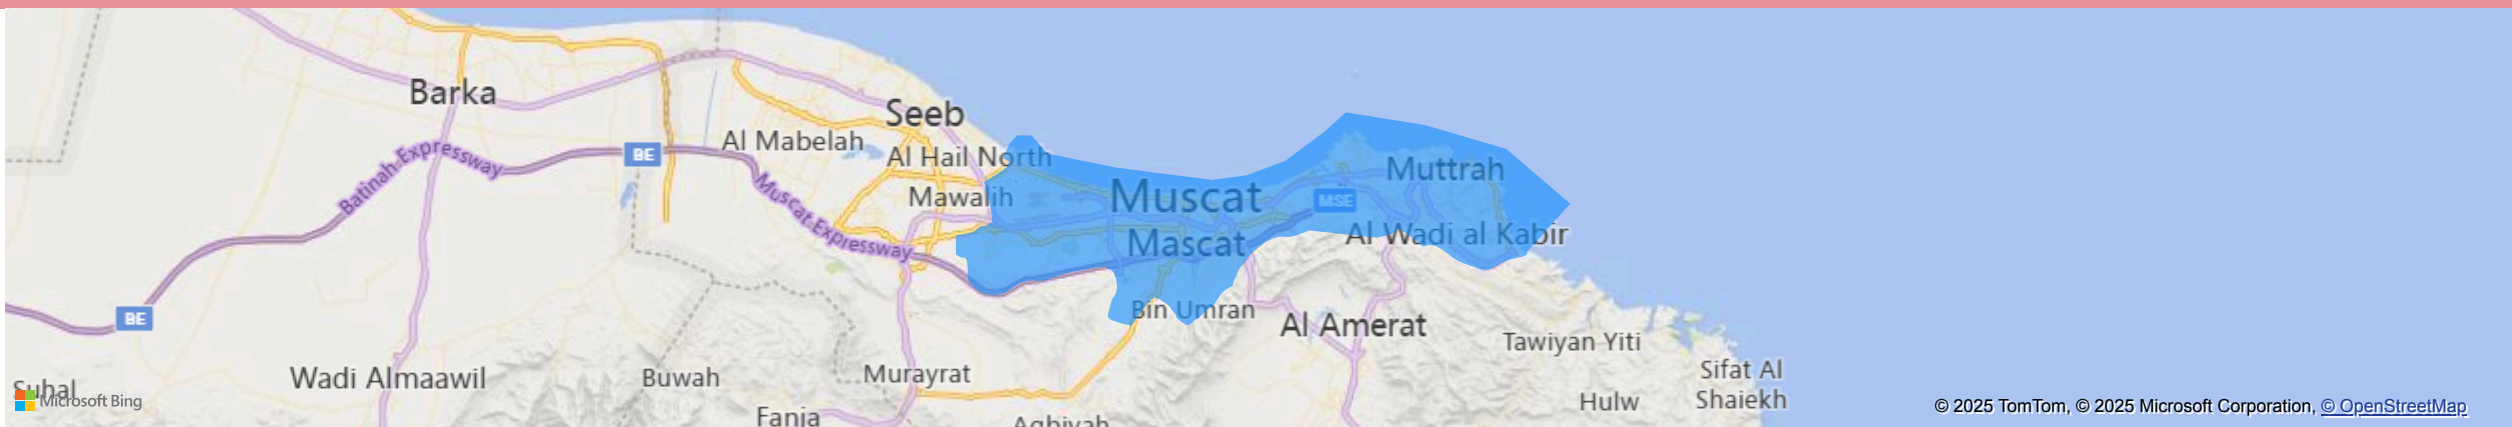 Barka
Seeb
Al Mabelah
BE
Al Hail North
Batinah Expressway
Muscat Expressway
Mawalih
Muttrah
Muscat
MSE
Mascat
Al Wadi al Kabir
BE
Bin Umran
Al Amerat
Tawiyan Yiti
Wadi Almaawil
Buwah
Murayrat
Sifat Al
Shaiekh
Suhal
Microsoft Bing
Hulw
Fanja
© 2025 TomTom, © 2025 Microsoft Corporation, © OpenStreetMap